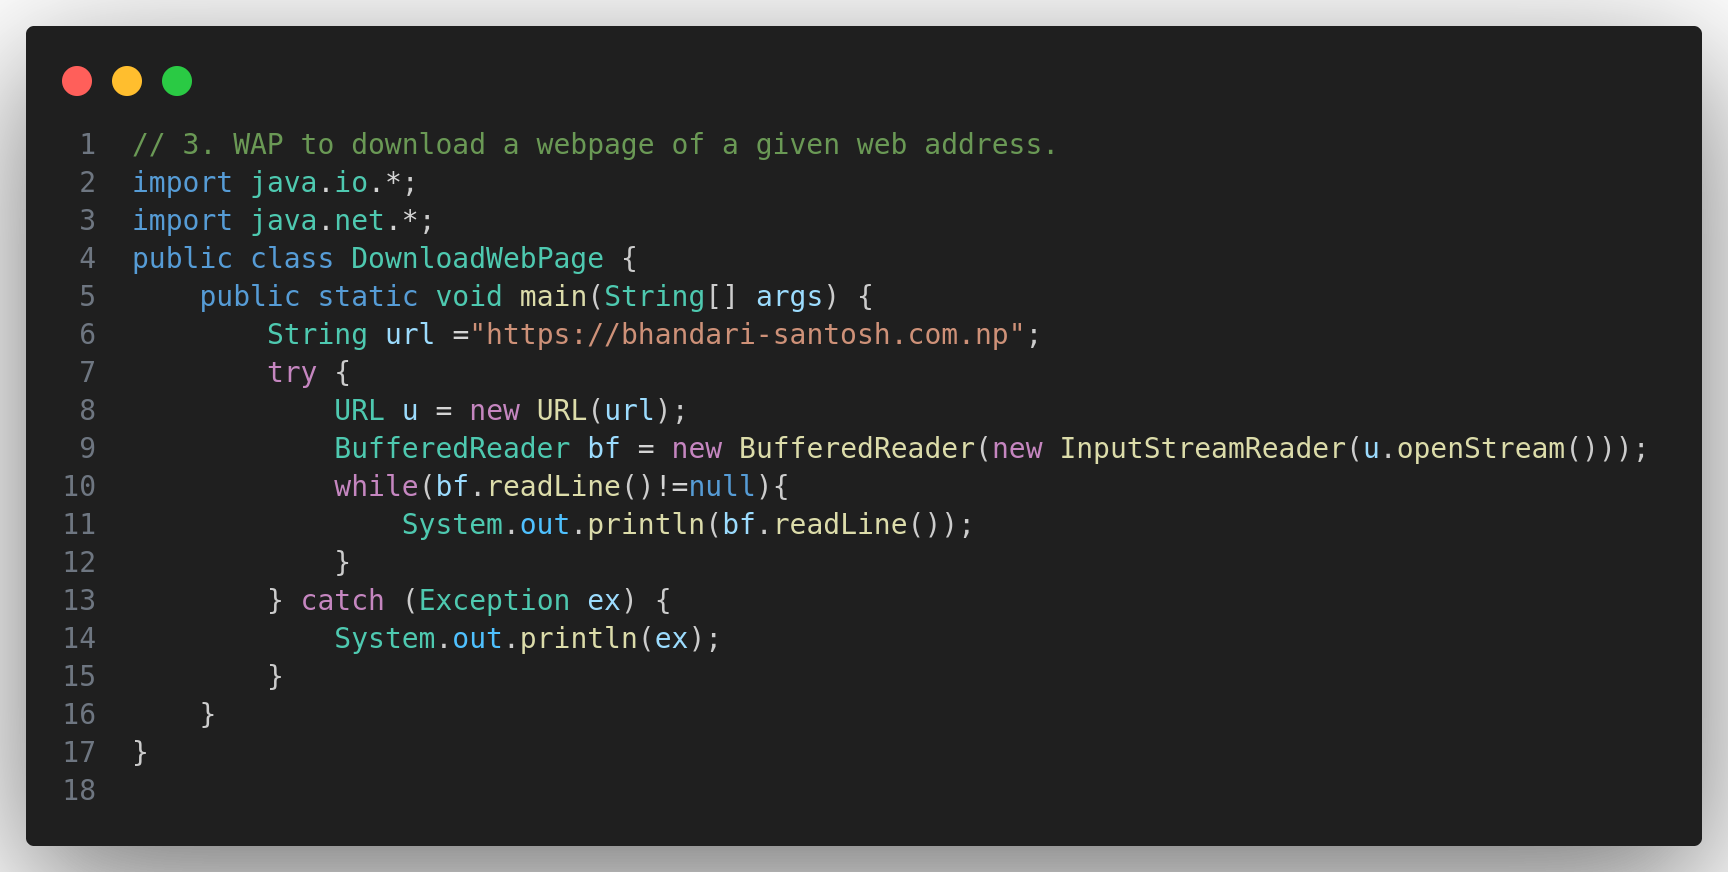 1 // 3. WAP to download a webpage of a given web address.
2 import java.io.*;
3 import java.net.*;
4 public class DownloadWebPage {
5     public static void main(String[] args) {
6         String url ="https://bhandari-santosh.com.np";
7         try {
8             URL u = new URL(url);
9             BufferedReader bf = new BufferedReader(new InputStreamReader(u.openStream()));
10             while(bf.readLine()!=null){
11                 System.out.println(bf.readLine());
12             }
13         } catch (Exception ex) {
14             System.out.println(ex);
15         }
16     }
17 }
18